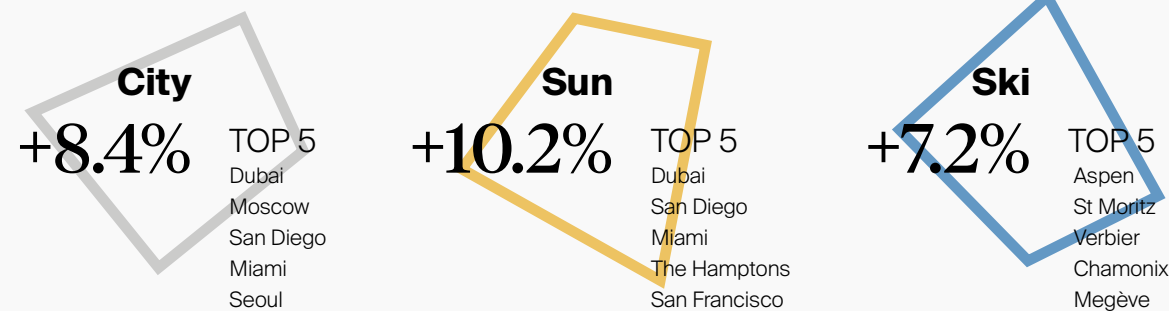 City
+8.4%
TOP 5
Dubai
Moscow
San Diego
Miami
Seoul
Sun
+10.2%
TOP 5
Dubai
San Diego
Miami
The Hamptons
San Francisco
Ski
+7.2%
TOP 5
Aspen
St Moritz
Verbier
Chamonix
Megève